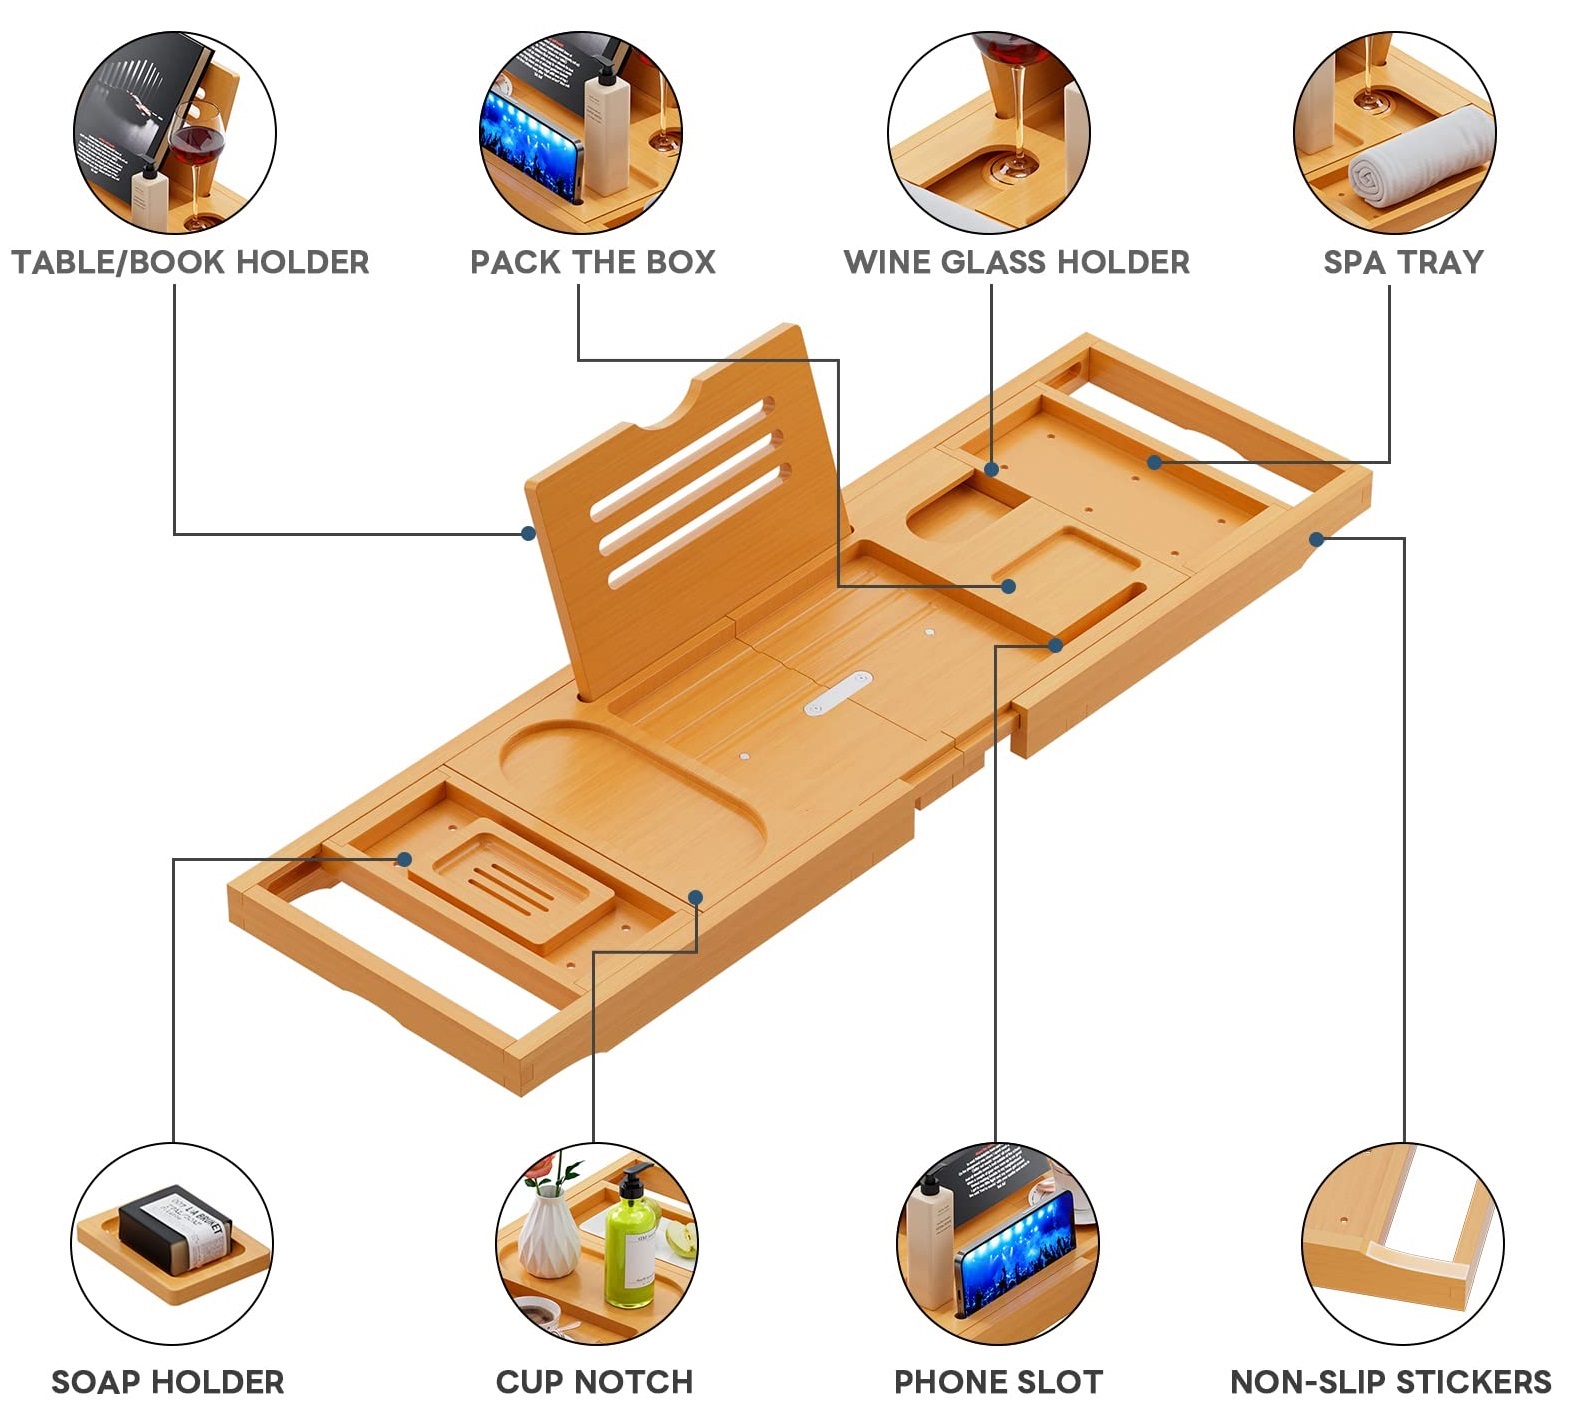 TABLE/BOOK HOLDER
PACK THE BOX
WINE GLASS HOLDER
SPA TRAY
SOAP HOLDER
CUP NOTCH
PHONE SLOT
NON-SLIP STICKERS